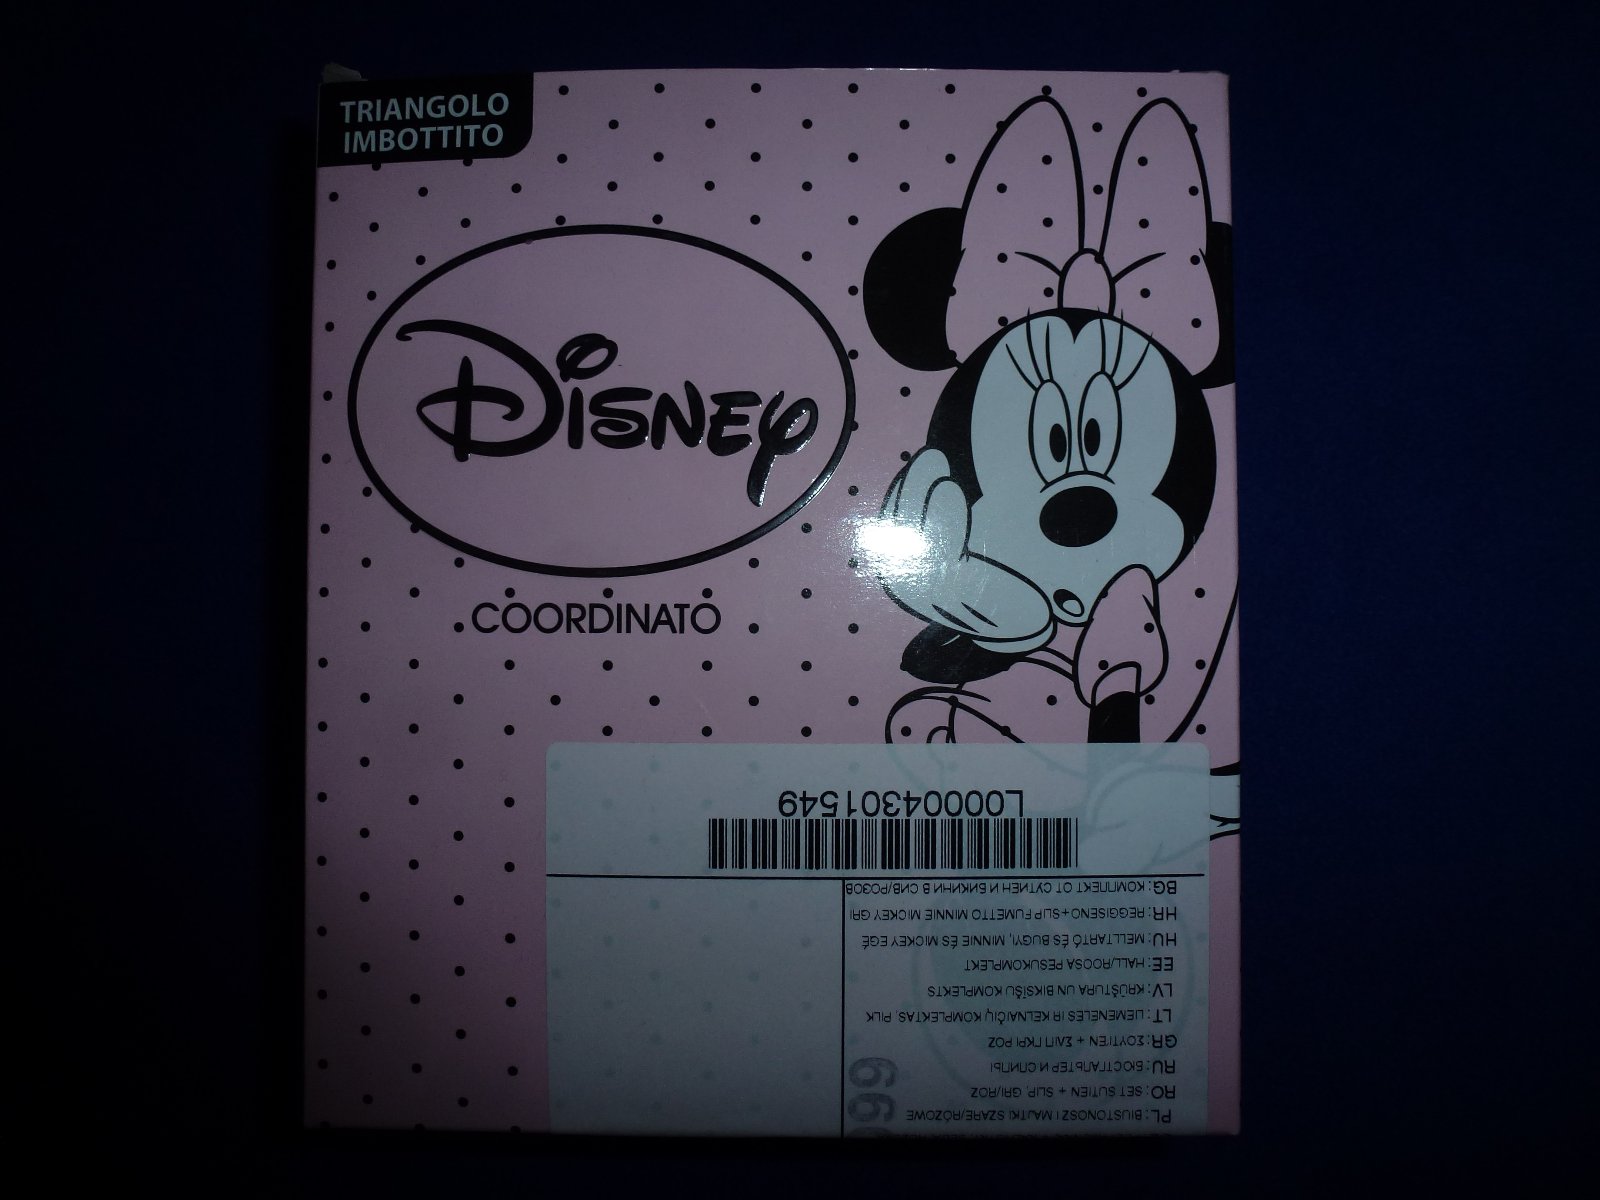 TRIANGOLO
IMBOTTITO
Disney
COORDINATO
L00004301549
BG: КОМПЛЕКТ ОТ СУТИЕН И БИКИНИ В СИВ/РОЗОВ
HR: REGGISENO+SLIP FUMETTO MINNIE MICKEY GRI
HU: MELLTARTÓ ÉS BUGYI, MINNIE ÉS MICKEY EGÉ
EE: HALL/ROOSA PESUKOMPLEKT
LV: KRŪŠTURA UN BIKSĪŠU KOMPLEKTS
LT: LIEMENĖLĖS IR KELNAIČIŲ KOMPLEKTAS, PILK
GR: ΣΟΥΤΙΕΝ + ΣΛΙΠ ΓΚΡΙ ΡΟΖ
RU: БЮСТГАЛЬТЕР И СЛИПЫ
RO: SET SUTIEN + SLIP, GRI/ROZ
PL: BIUSTONOSZ I MAJTKI SZARE/RÓŻOWE